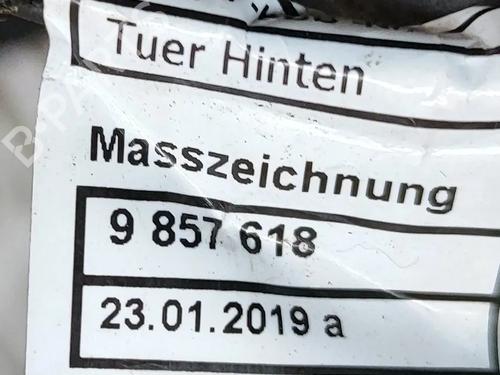 Tuer Hinten
Masszeichnung
9 857 618
23.01.2019 a